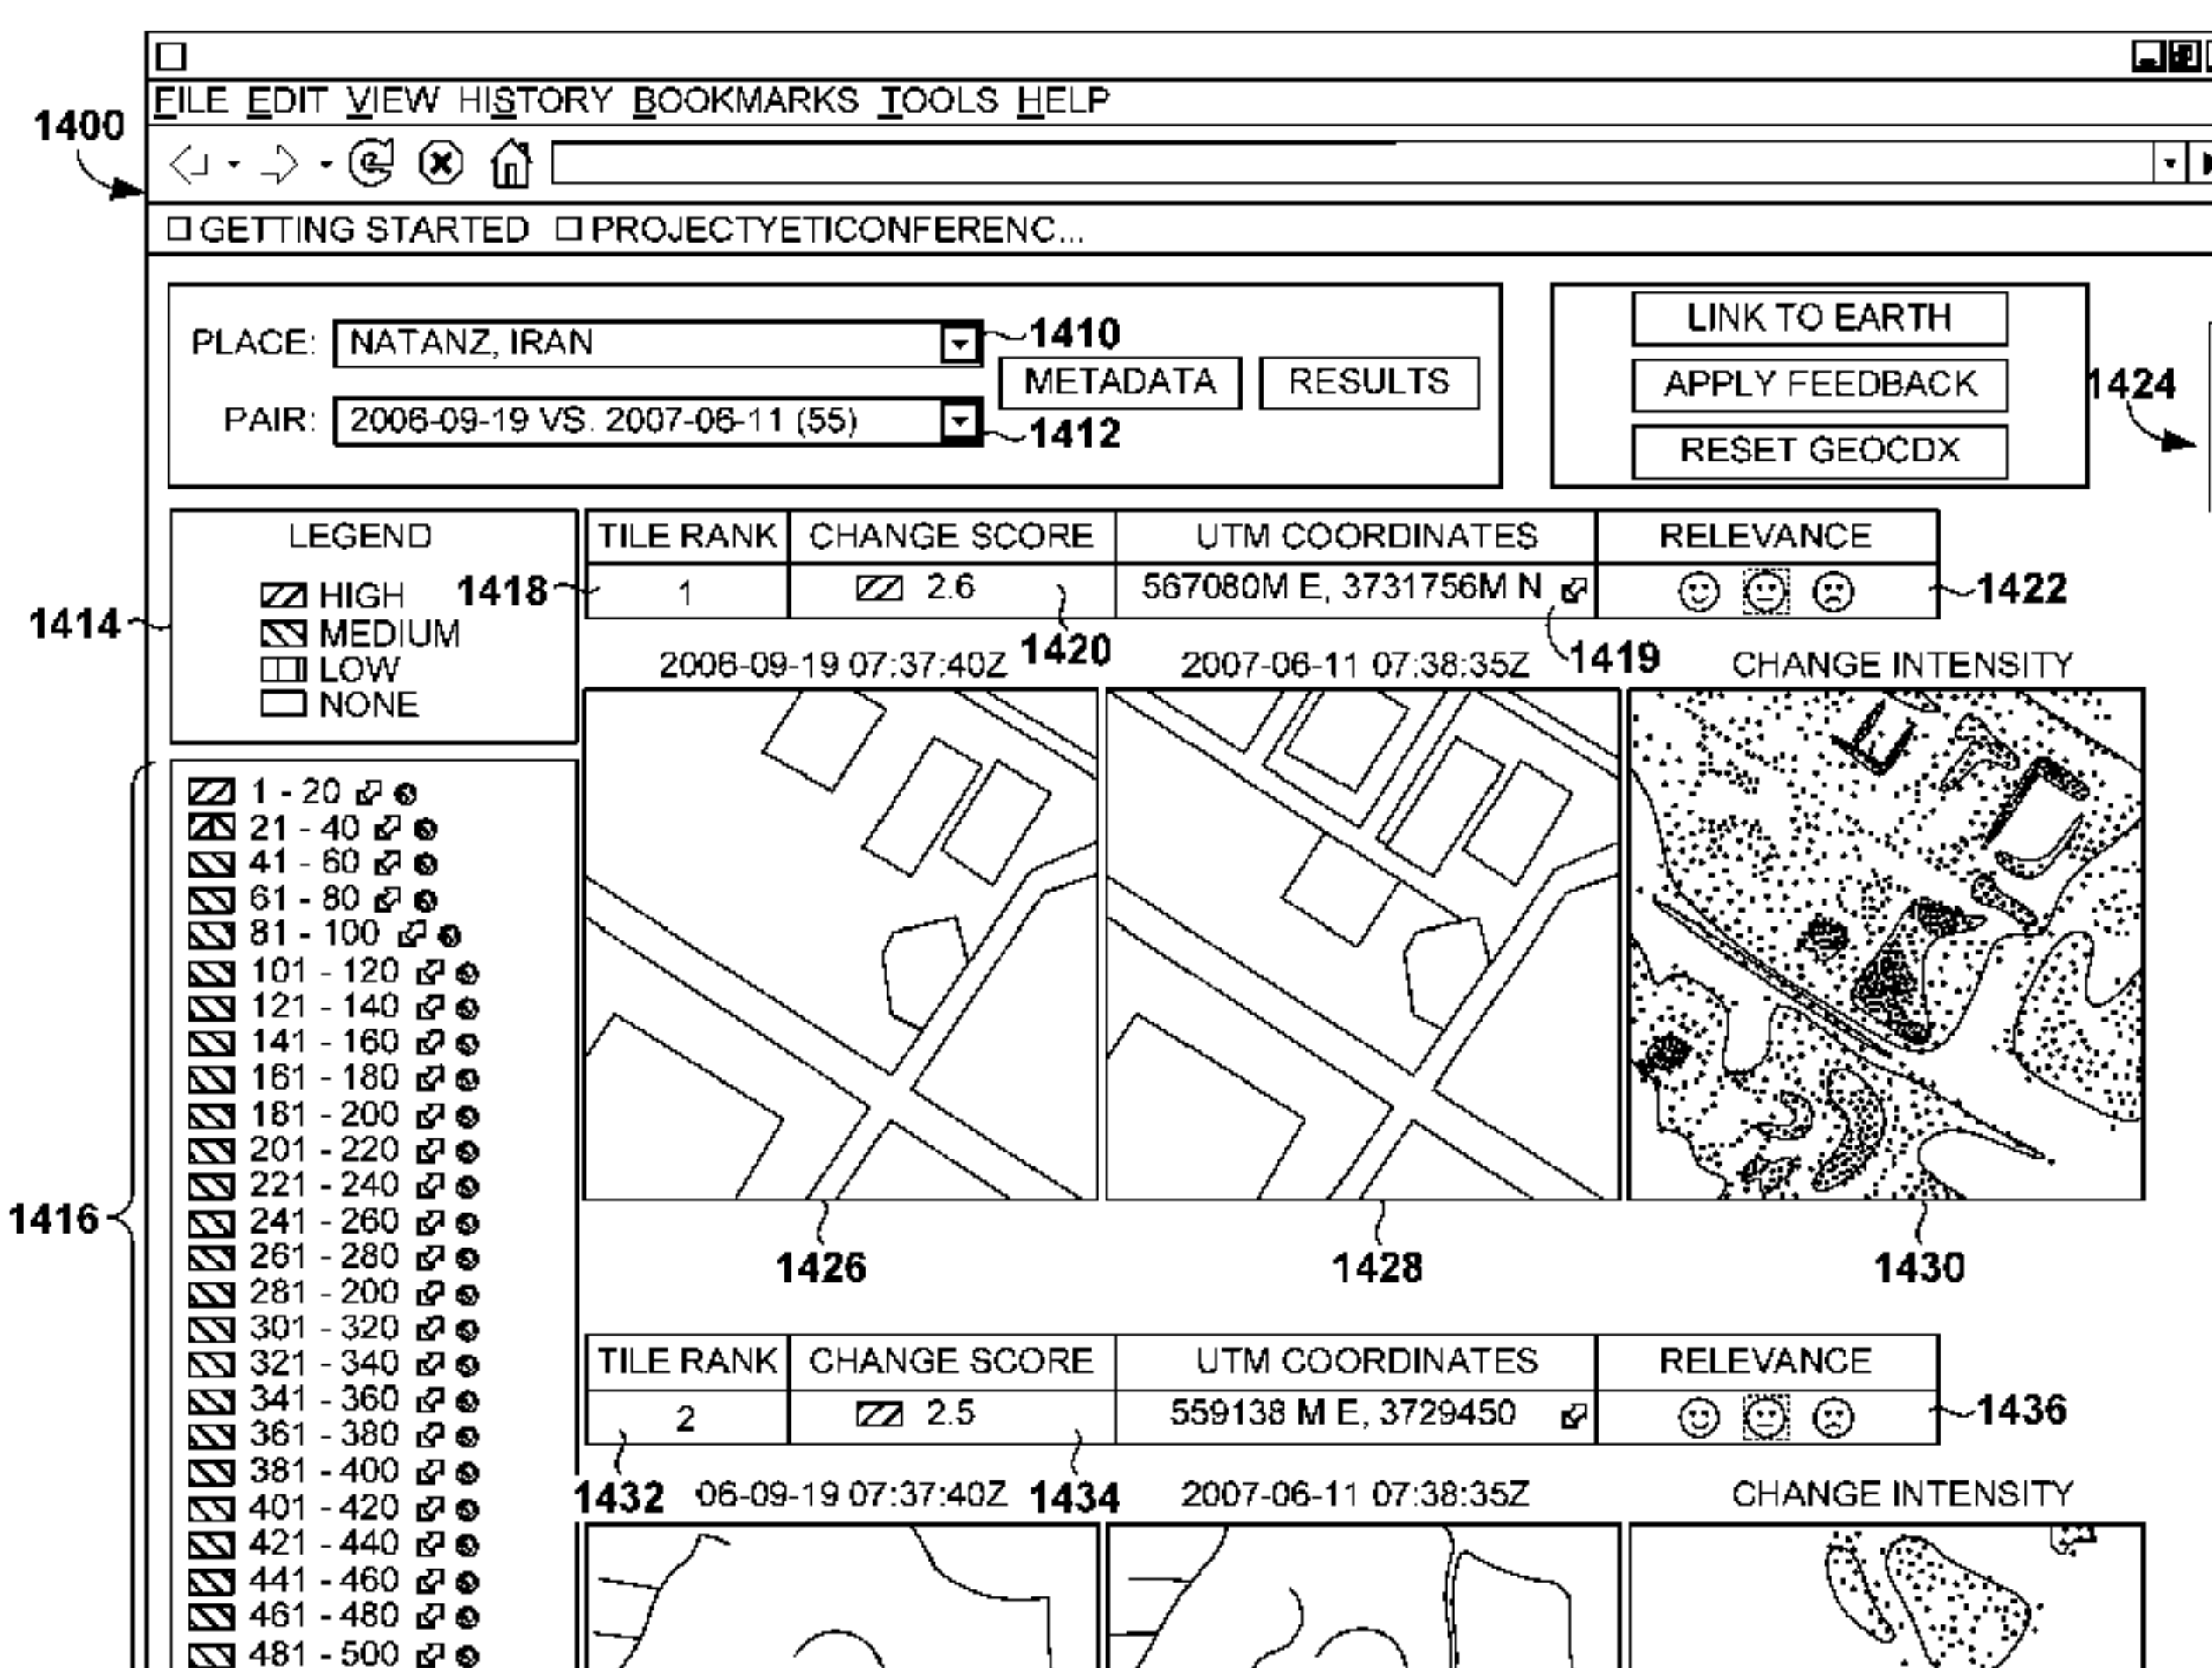 FILE EDIT VIEW HISTORY BOOKMARKS TOOLS HELP
1400
GETTING STARTED PROJECTYETICONFERENC...
PLACE: NATANZ, IRAN 1410
METADATA RESULTS
PAIR: 2006-09-19 VS. 2007-06-11 (55) 1412
LINK TO EARTH
APPLY FEEDBACK
RESET GEOCDX
1424
LEGEND
HIGH
MEDIUM
LOW
NONE
1414
TILE RANK CHANGE SCORE UTM COORDINATES RELEVANCE
1418 1 2.6 567080M E, 3731756M N 1422
2006-09-19 07:37:40Z 1420 2007-06-11 07:38:35Z 1419 CHANGE INTENSITY
1 - 20
21 - 40
41 - 60
61 - 80
81 - 100
101 - 120
121 - 140
141 - 160
161 - 180
181 - 200
201 - 220
221 - 240
241 - 260
261 - 280
281 - 200
301 - 320
321 - 340
341 - 360
361 - 380
381 - 400
401 - 420
421 - 440
441 - 460
461 - 480
481 - 500
1416
1426 1428 1430
TILE RANK CHANGE SCORE UTM COORDINATES RELEVANCE
2 2.5 559138 M E, 3729450 1436
1432 06-09-19 07:37:40Z 1434 2007-06-11 07:38:35Z CHANGE INTENSITY